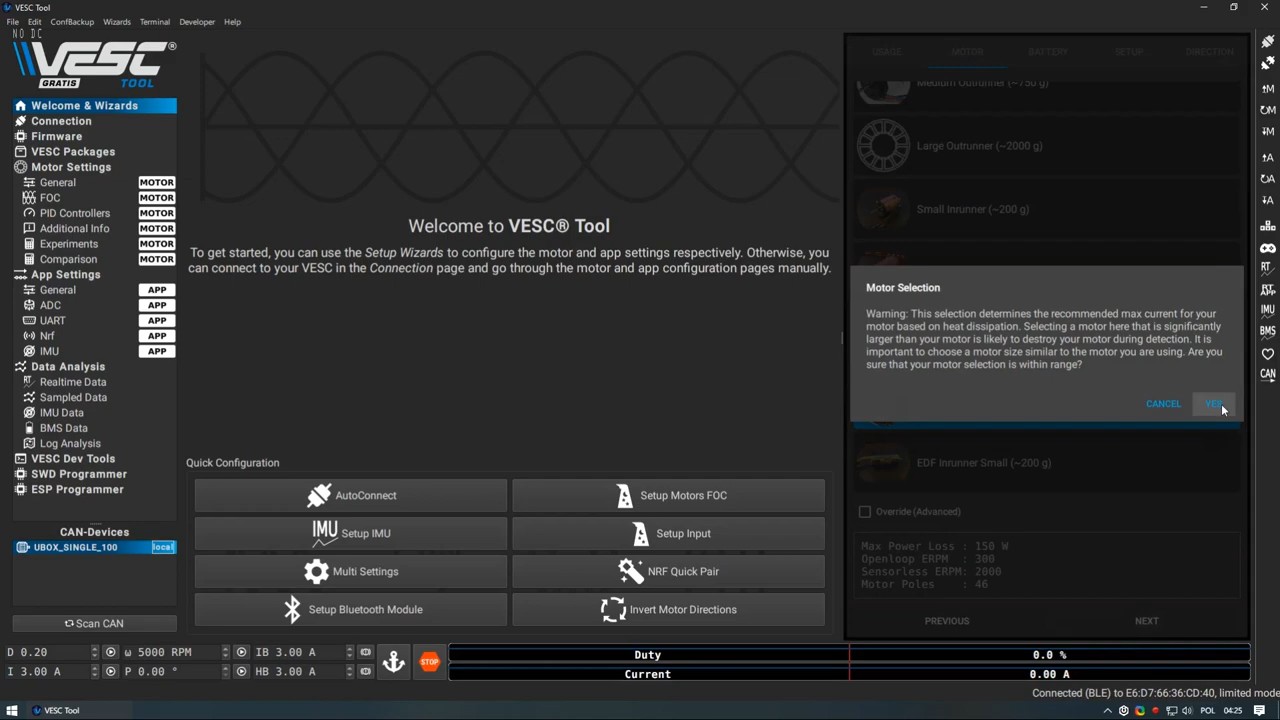 VESC Tool
File Edit ConfBackup Wizards Terminal Developer Help
NO DC
VESC®
GRATIS TOOL
Welcome & Wizards
Connection
Firmware
VESC Packages
Motor Settings
General MOTOR
FOC MOTOR
PID Controllers MOTOR
Additional Info MOTOR
Experiments MOTOR
Comparison MOTOR
App Settings
General APP
ADC APP
UART APP
Nrf APP
IMU APP
Data Analysis
RT Realtime Data
Sampled Data
IMU Data
BMS Data
Log Analysis
VESC Dev Tools
SWD Programmer
ESP Programmer
CAN-Devices
UBOX_SINGLE_100 local
Scan CAN
Welcome to VESC® Tool
To get started, you can use the Setup Wizards to configure the motor and app settings respectively. Otherwise, you
can connect to your VESC in the Connection page and go through the motor and app configuration pages manually.
Quick Configuration
AutoConnect Setup Motors FOC
IMU Setup IMU Setup Input
Multi Settings NRF Quick Pair
Setup Bluetooth Module Invert Motor Directions
USAGE MOTOR BATTERY SETUP DIRECTION
Medium Outrunner (~750 g)
Large Outrunner (~2000 g)
Small Inrunner (~200 g)
Motor Selection
Warning: This selection determines the recommended max current for your
motor based on heat dissipation. Selecting a motor here that is significantly
larger than your motor is likely to destroy your motor during detection. It is
important to choose a motor size similar to the motor you are using. Are you
sure that your motor selection is within range?
CANCEL YES
EDF Inrunner Small (~200 g)
Override (Advanced)
Max Power Loss : 150 W
Openloop ERPM : 300
Sensorless ERPM: 2000
Motor Poles : 46
PREVIOUS NEXT
M
M
A
A
A
RT
RT
APP
IMU
BMS
CAN
D 0.20 ω 5000 RPM IB 3.00 A
I 3.00 A P 0.00 ° HB 3.00 A
STOP
Duty 0.0 %
Current 0.00 A
Connected (BLE) to E6:D7:66:36:CD:40, limited mode
VESC Tool POL 04:25